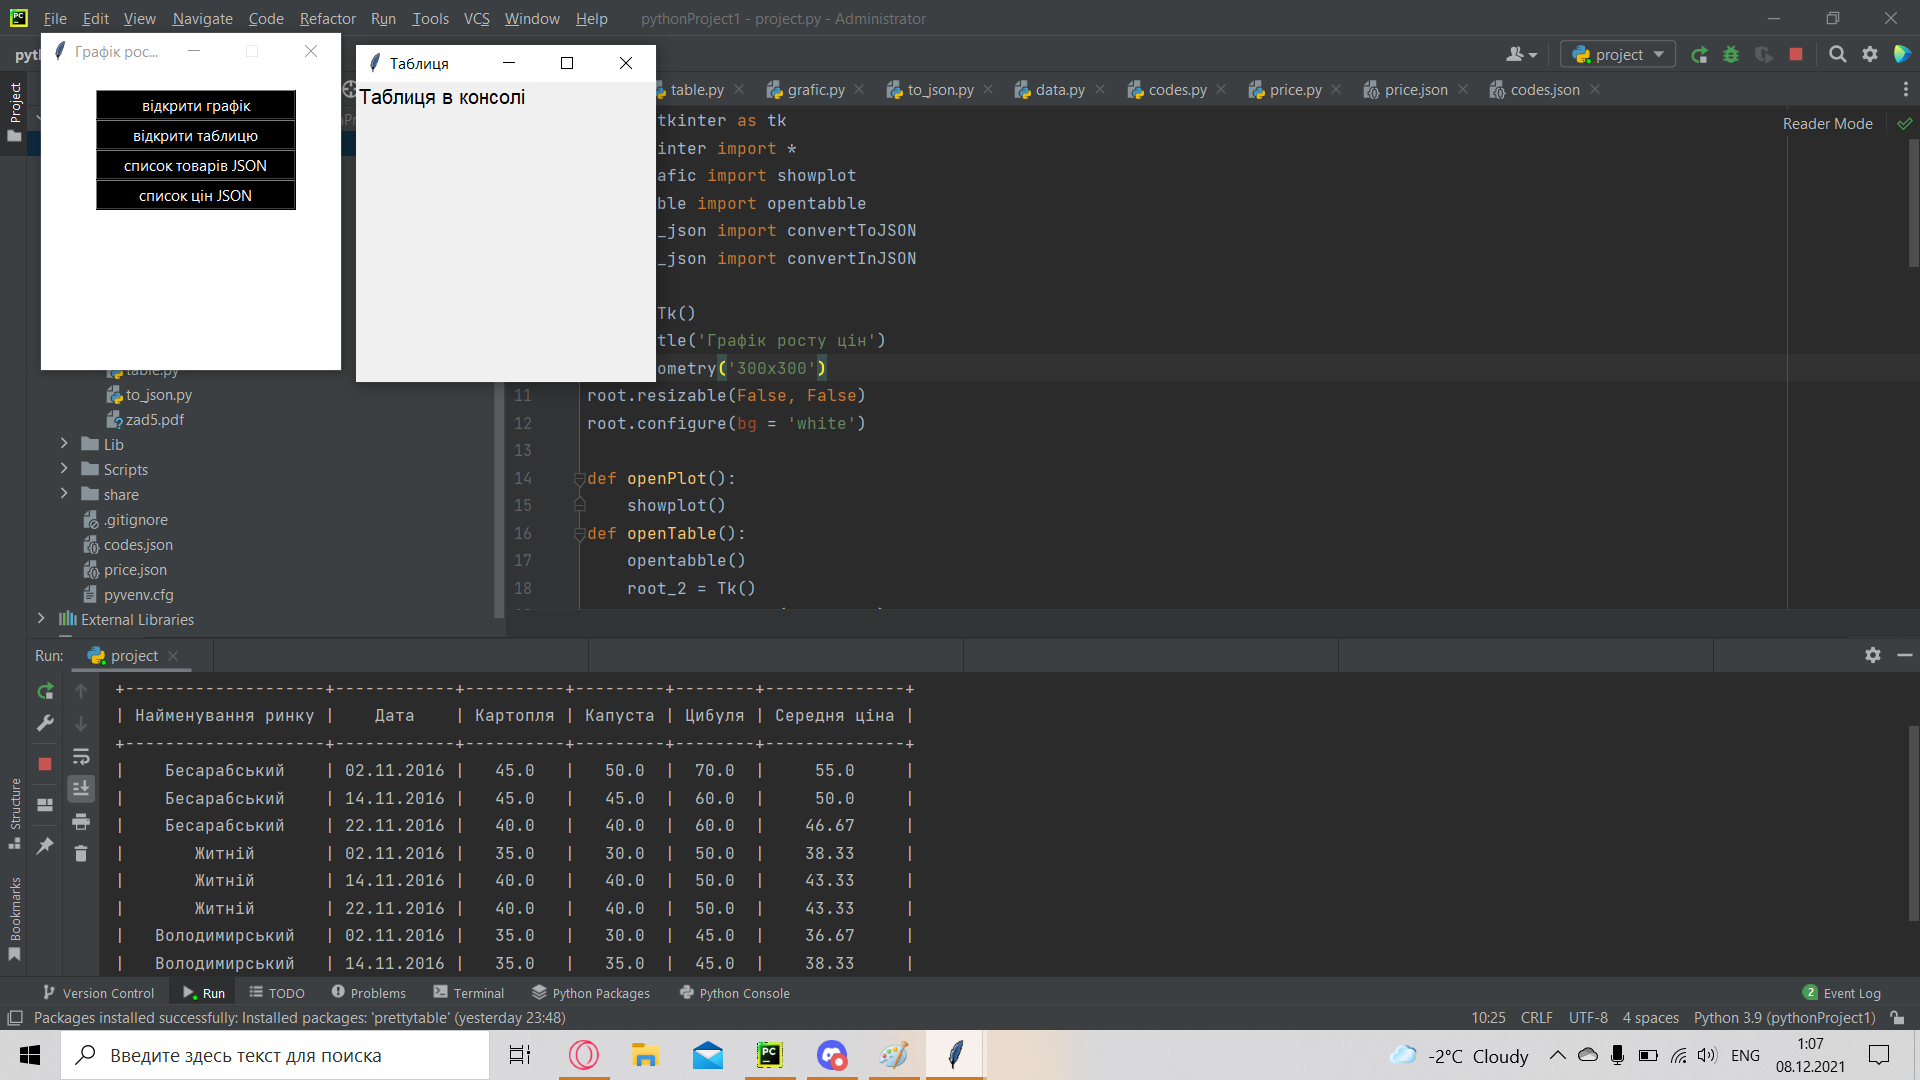 File Edit View Navigate Code Refactor Run Tools VCS Window Help pythonProject1 - project.py - Administrator
project
table.py grafic.py to_json.py data.py codes.py price.py price.json codes.json
Reader Mode
Графік рос...
відкрити графік
відкрити таблицю
список товарів JSON
список цін JSON
Таблиця
Таблиця в консолі
tkinter as tk
inter import *
afic import showplot
ble import opentabble
_json import convertToJSON
_json import convertInJSON
Tk()
tle('Графік росту цін')
ometry('300x300')
11 root.resizable(False, False)
12 root.configure(bg = 'white')
13
14 def openPlot():
15 showplot()
16 def openTable():
17 opentabble()
18 root_2 = Tk()
Project
table.py
to_json.py
zad5.pdf
Lib
Scripts
share
.gitignore
codes.json
price.json
pyvenv.cfg
External Libraries
Run: project
+--------------------+------------+----------+---------+--------+--------------+
| Найменування ринку | Дата | Картопля | Капуста | Цибуля | Середня ціна |
+--------------------+------------+----------+---------+--------+--------------+
| Бесарабський | 02.11.2016 | 45.0 | 50.0 | 70.0 | 55.0 |
| Бесарабський | 14.11.2016 | 45.0 | 45.0 | 60.0 | 50.0 |
| Бесарабський | 22.11.2016 | 40.0 | 40.0 | 60.0 | 46.67 |
| Житній | 02.11.2016 | 35.0 | 30.0 | 50.0 | 38.33 |
| Житній | 14.11.2016 | 40.0 | 40.0 | 50.0 | 43.33 |
| Житній | 22.11.2016 | 40.0 | 40.0 | 50.0 | 43.33 |
| Володимирський | 02.11.2016 | 35.0 | 30.0 | 45.0 | 36.67 |
| Володимирський | 14.11.2016 | 35.0 | 35.0 | 45.0 | 38.33 |
Structure
Bookmarks
Version Control Run TODO Problems Terminal Python Packages Python Console 2 Event Log
Packages installed successfully: Installed packages: 'prettytable' (yesterday 23:48) 10:25 CRLF UTF-8 4 spaces Python 3.9 (pythonProject1)
Введите здесь текст для поиска
-2°C Cloudy
ENG
1:07
08.12.2021